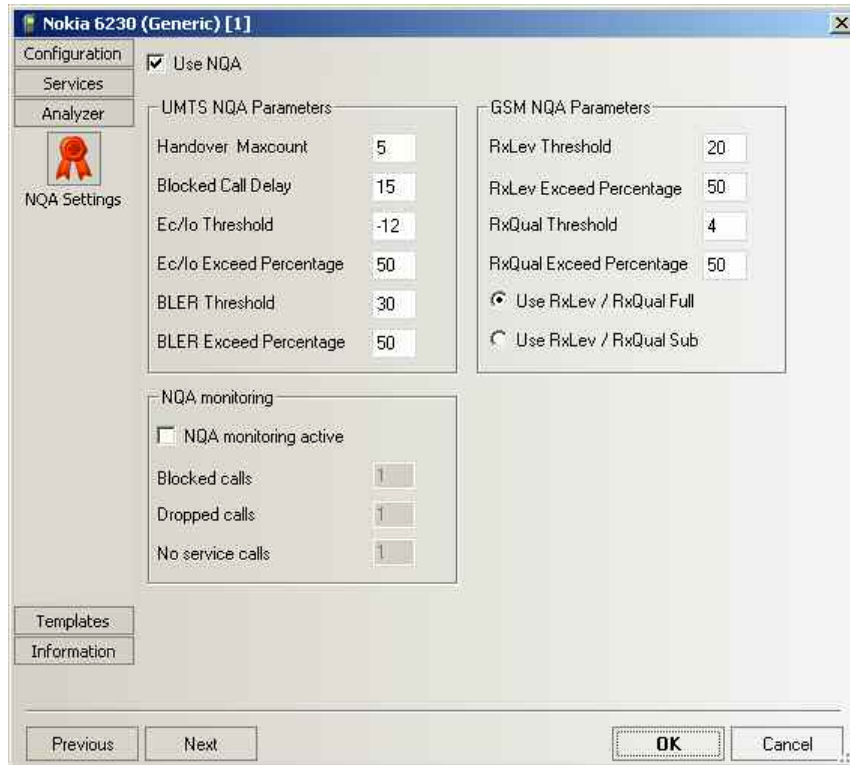 Nokia 6230 (Generic) [1]
Configuration
Services
Analyzer
NQA Settings
Templates
Information
Use NQA
UMTS NQA Parameters
Handover Maxcount 5
Blocked Call Delay 15
Ec/Io Threshold -12
Ec/Io Exceed Percentage 50
BLER Threshold 30
BLER Exceed Percentage 50
GSM NQA Parameters
RxLev Threshold 20
RxLev Exceed Percentage 50
RxQual Threshold 4
RxQual Exceed Percentage 50
Use RxLev / RxQual Full
Use RxLev / RxQual Sub
NQA monitoring
NQA monitoring active
Blocked calls 1
Dropped calls 1
No service calls 1
Previous
Next
OK
Cancel